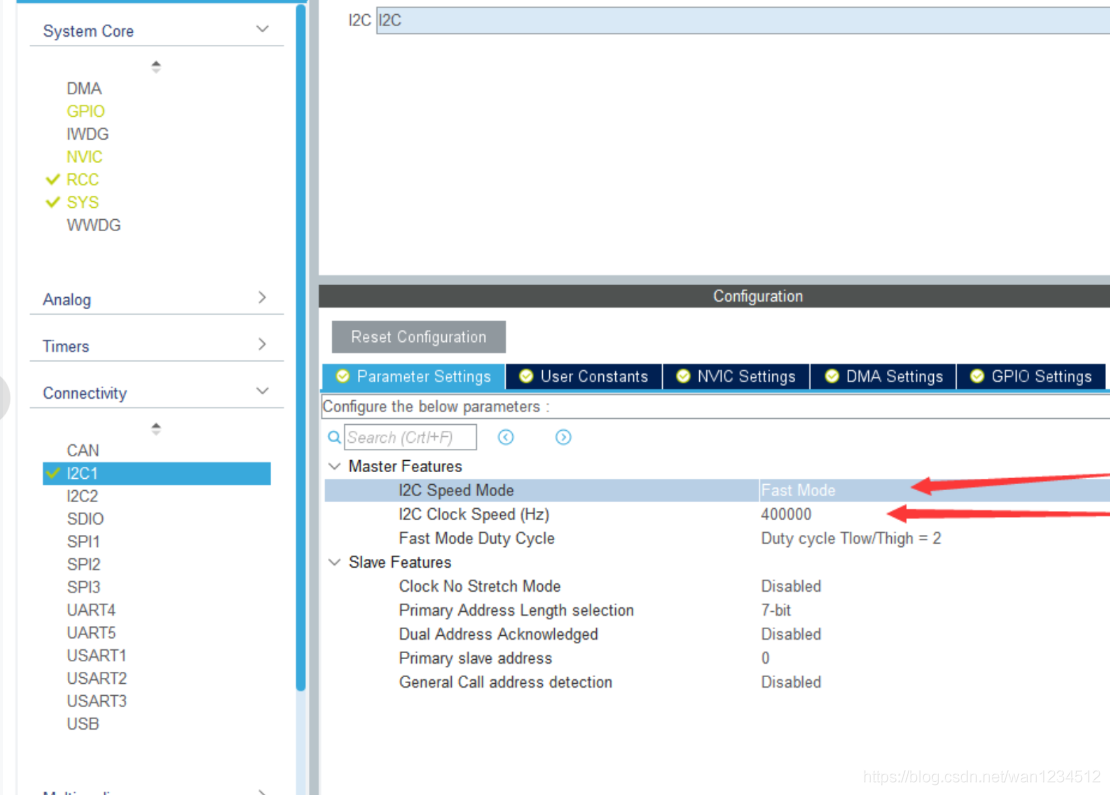 System Core
DMA
GPIO
IWDG
NVIC
RCC
SYS
WWDG
Analog
Timers
Connectivity
CAN
I2C1
I2C2
SDIO
SPI1
SPI2
SPI3
UART4
UART5
USART1
USART2
USART3
USB
I2C I2C
Configuration
Reset Configuration
Parameter Settings User Constants NVIC Settings DMA Settings GPIO Settings
Configure the below parameters :
Search (Crtl+F)
Master Features
I2C Speed Mode Fast Mode
I2C Clock Speed (Hz) 400000
Fast Mode Duty Cycle Duty cycle Tlow/Thigh = 2
Slave Features
Clock No Stretch Mode Disabled
Primary Address Length selection 7-bit
Dual Address Acknowledged Disabled
Primary slave address 0
General Call address detection Disabled
https://blog.csdn.net/wan1234512